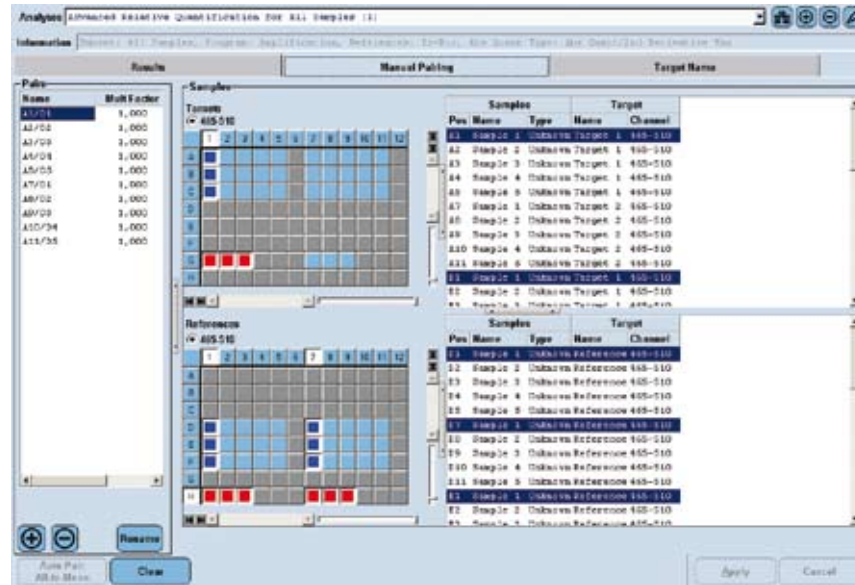 Analyses Advanced Relative Quantification for All Samples (1)
Information
Results Manual Pairing Target Name
Pairs
Name Mult Factor
A1/D1 1,000
A2/D2 1,000
A3/D3 1,000
A4/D4 1,000
A5/D5 1,000
A7/D1 1,000
A8/D2 1,000
A9/D3 1,000
A10/D4 1,000
A11/D5 1,000
Rename
Auto Pair
All to Mean
Clear
Samples
Targets
465-510
1 2 3 4 5 6 7 8 9 10 11 12
A
B
C
D
E
F
G
H
Samples Target
Pos Name Type Name Channel
A1 Sample 1 Unknown Target 1 465-510
A2 Sample 2 Unknown Target 1 465-510
A3 Sample 3 Unknown Target 1 465-510
A4 Sample 4 Unknown Target 1 465-510
A5 Sample 5 Unknown Target 1 465-510
A7 Sample 1 Unknown Target 2 465-510
A8 Sample 2 Unknown Target 2 465-510
A9 Sample 3 Unknown Target 2 465-510
A10 Sample 4 Unknown Target 2 465-510
A11 Sample 5 Unknown Target 2 465-510
B1 Sample 1 Unknown Target 1 465-510
B2 Sample 2 Unknown Target 1 465-510
References
465-510
1 2 3 4 5 6 7 8 9 10 11 12
A
B
C
D
E
F
G
H
Samples Target
Pos Name Type Name Channel
Sample 1 Unknown Reference 465-510
Sample 2 Unknown Reference 465-510
Sample 3 Unknown Reference 465-510
Sample 4 Unknown Reference 465-510
Sample 5 Unknown Reference 465-510
Sample 1 Unknown Reference 465-510
Sample 2 Unknown Reference 465-510
Sample 3 Unknown Reference 465-510
Sample 4 Unknown Reference 465-510
Sample 5 Unknown Reference 465-510
E1 Sample 1 Unknown Reference 465-510
E2 Sample 2 Unknown Reference 465-510
Apply Cancel